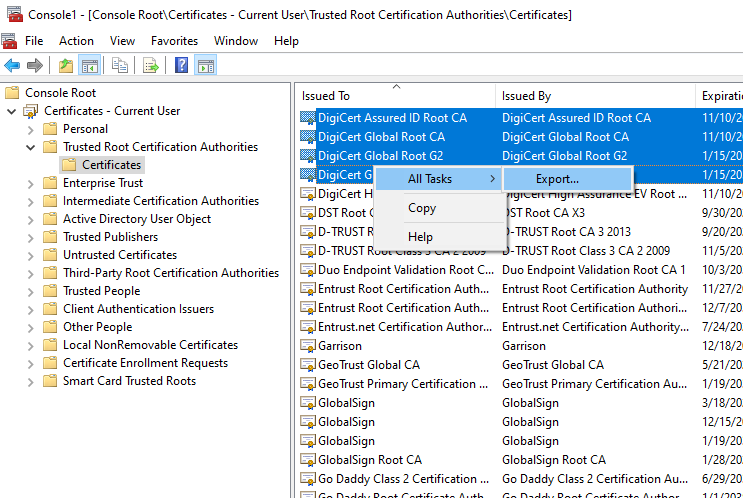 Console1 - [Console Root\Certificates - Current User\Trusted Root Certification Authorities\Certificates]
File Action View Favorites Window Help
Console Root
Certificates - Current User
Personal
Trusted Root Certification Authorities
Certificates
Enterprise Trust
Intermediate Certification Authorities
Active Directory User Object
Trusted Publishers
Untrusted Certificates
Third-Party Root Certification Authorities
Trusted People
Client Authentication Issuers
Other People
Local NonRemovable Certificates
Certificate Enrollment Requests
Smart Card Trusted Roots
Issued To Issued By Expiratio
DigiCert Assured ID Root CA DigiCert Assured ID Root CA 11/10/20
DigiCert Global Root CA DigiCert Global Root CA 11/10/20
DigiCert Global Root G2 DigiCert Global Root G2 1/15/203
DigiCert G 1/15/203
All Tasks Export...
Copy
Help
DigiCert H DigiCert High Assurance EV Root ... 11/10/20
DST Root C DST Root CA X3 9/30/202
D-TRUST R D-TRUST Root CA 3 2013 9/20/202
D-TRUST Root Class 3 CA 2 2009 D-TRUST Root Class 3 CA 2 2009 11/5/202
Duo Endpoint Validation Root C... Duo Endpoint Validation Root CA 1 10/3/20
Entrust Root Certification Auth... Entrust Root Certification Authority 11/27/20
Entrust Root Certification Auth... Entrust Root Certification Auth... 12/7/20
Entrust.net Certification Author... Entrust.net Certification Authority... 7/24/20
Garrison Garrison 12/18/20
GeoTrust Global CA GeoTrust Global CA 5/21/20
GeoTrust Primary Certification ... GeoTrust Primary Certification Au... 1/19/20
GlobalSign GlobalSign 3/18/20
GlobalSign GlobalSign 12/15/20
GlobalSign GlobalSign 1/19/20
GlobalSign Root CA GlobalSign Root CA 1/28/20
Go Daddy Class 2 Certification ... Go Daddy Class 2 Certification Au... 6/29/20
Go Daddy Root Certificate Auth... Go Daddy Root Certificate Author...